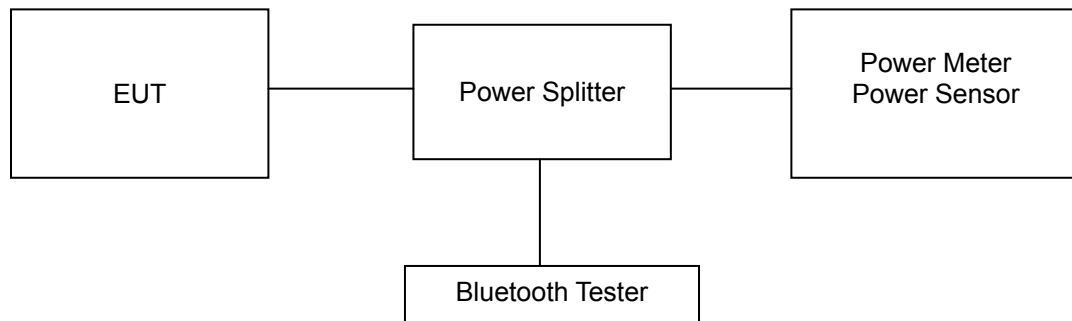 EUT
Power Splitter
Power Meter
Power Sensor
Bluetooth Tester